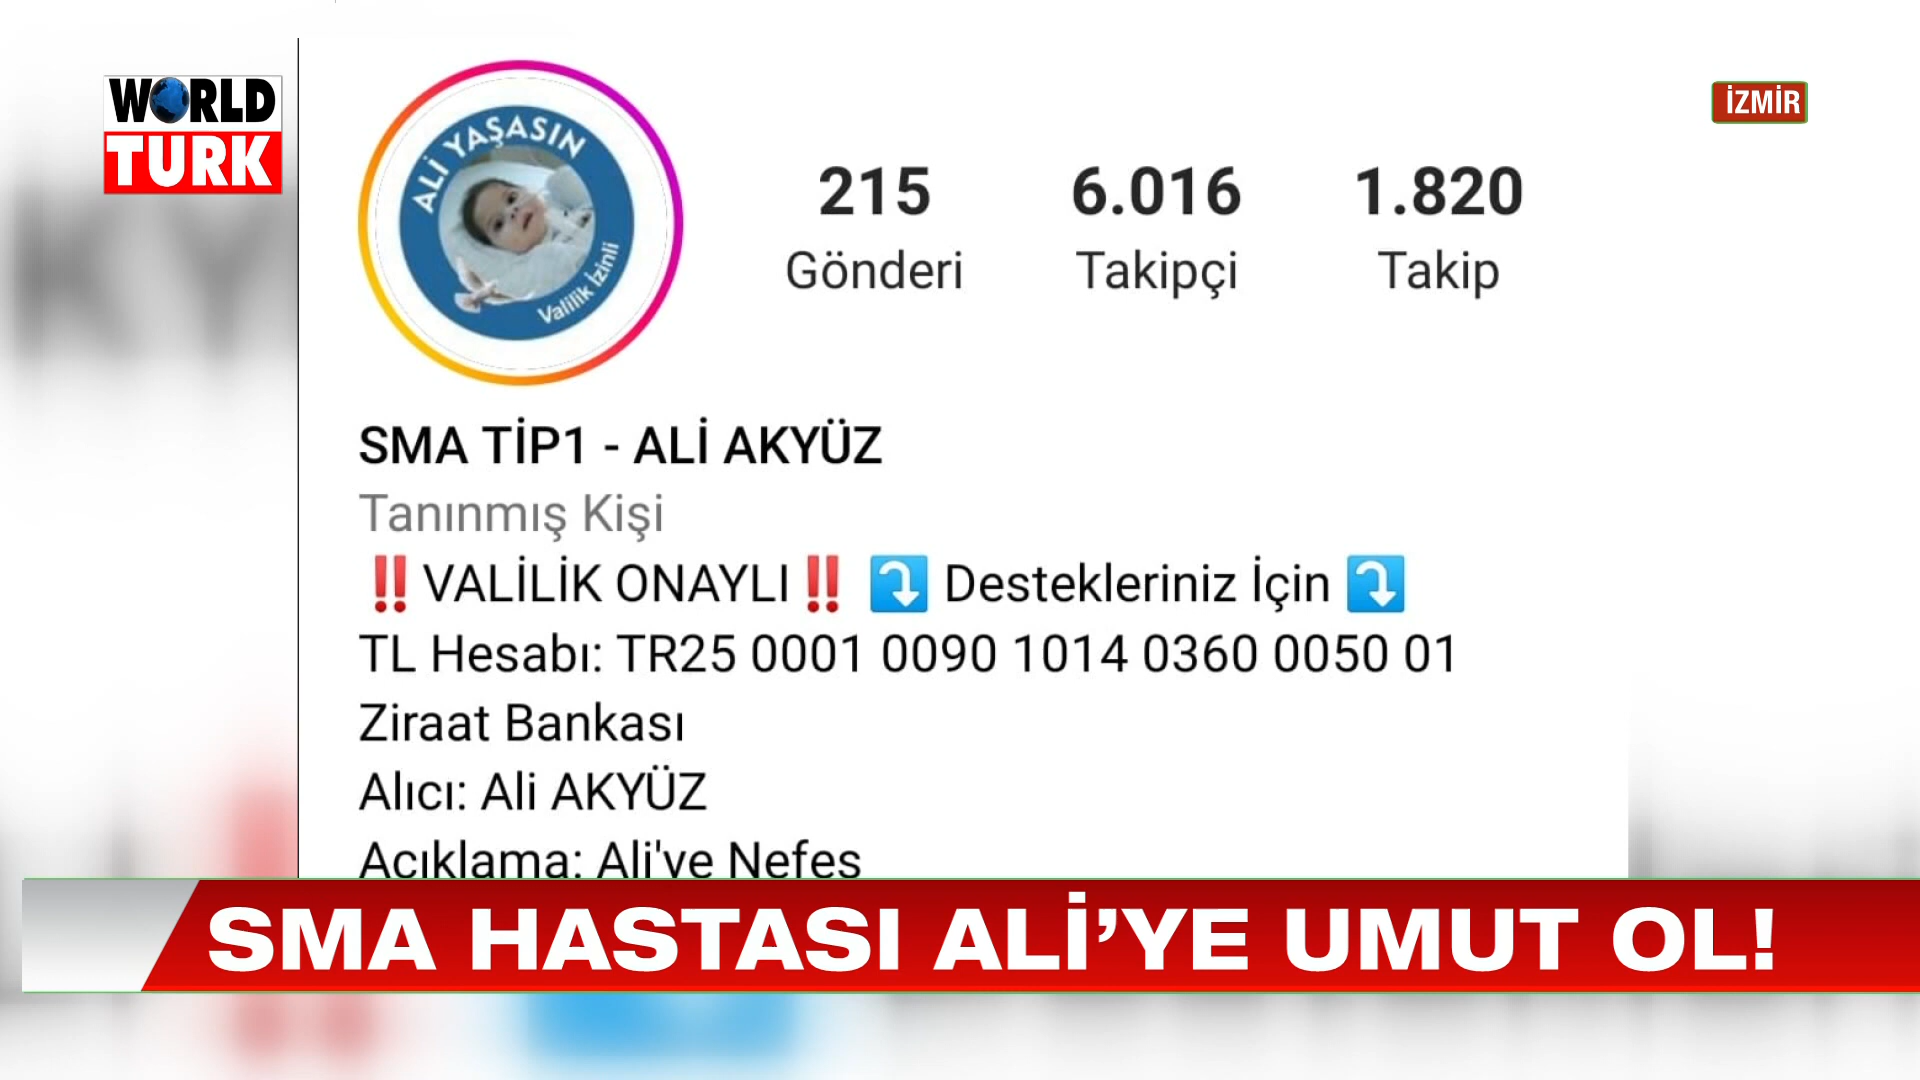 WORLD
TURK
İZMİR
ALİ YAŞASIN
Valilik İzinli
215
6.016
1.820
Gönderi
Takipçi
Takip
SMA TİP1 - ALİ AKYÜZ
Tanınmış Kişi
‼️VALİLİK ONAYLI‼️ ⤵️ Destekleriniz İçin ⤵️
TL Hesabı: TR25 0001 0090 1014 0360 0050 01
Ziraat Bankası
Alıcı: Ali AKYÜZ
Açıklama: Ali'ye Nefes
SMA HASTASI ALİ’YE UMUT OL!